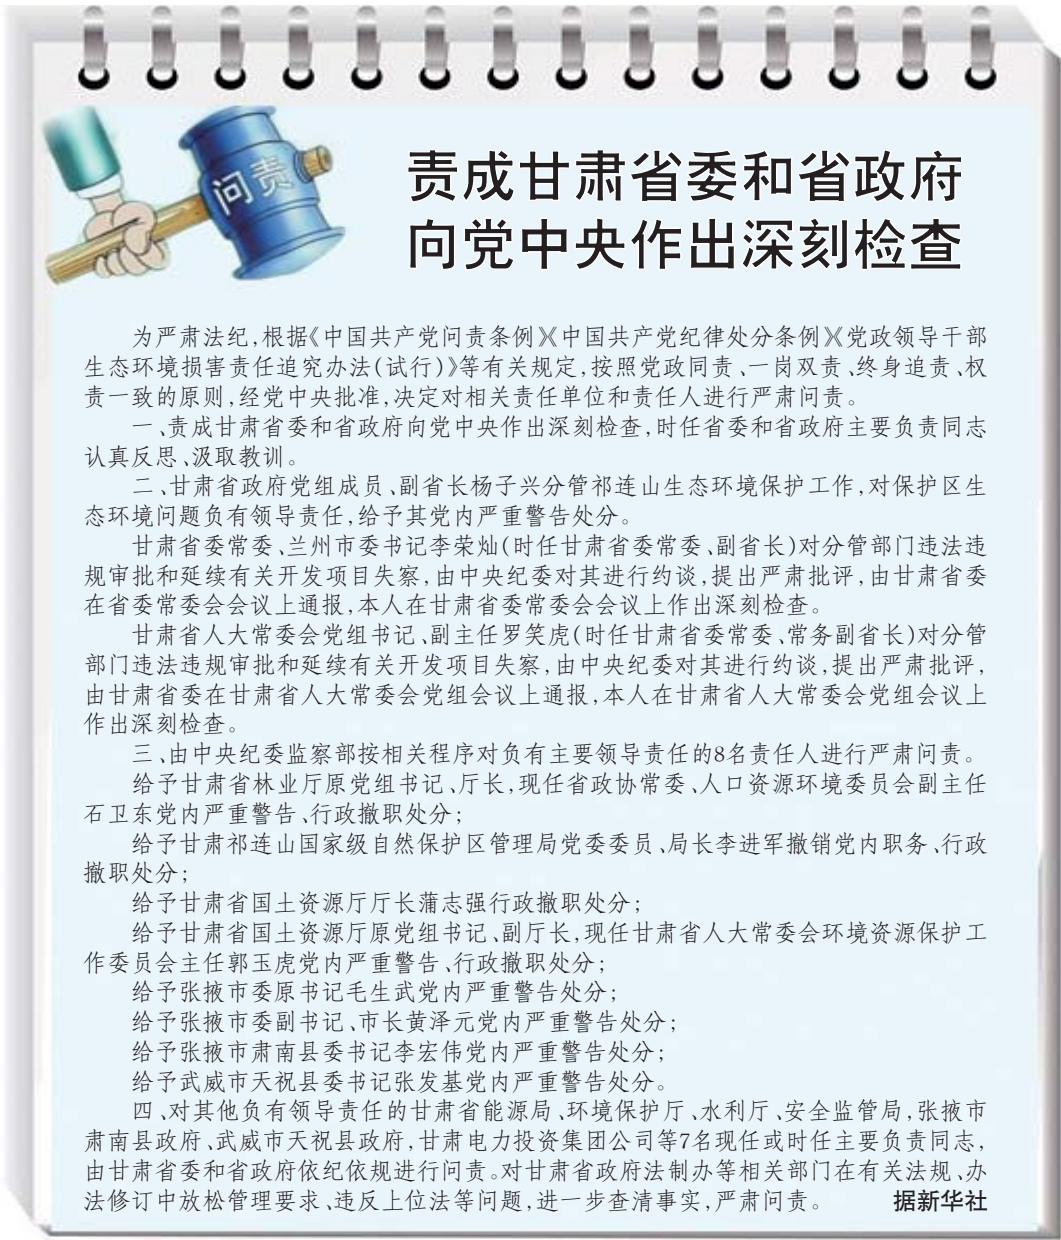 问责
责成甘肃省委和省政府
向党中央作出深刻检查
为严肃法纪,根据《中国共产党问责条例》《中国共产党纪律处分条例》《党政领导干部
生态环境损害责任追究办法(试行)》等有关规定,按照党政同责、一岗双责、终身追责、权
责一致的原则,经党中央批准,决定对相关责任单位和责任人进行严肃问责。
一、责成甘肃省委和省政府向党中央作出深刻检查,时任省委和省政府主要负责同志
认真反思、汲取教训。
二、甘肃省政府党组成员、副省长杨子兴分管祁连山生态环境保护工作,对保护区生
态环境问题负有领导责任,给予其党内严重警告处分。
甘肃省委常委、兰州市委书记李荣灿(时任甘肃省委常委、副省长)对分管部门违法违
规审批和延续有关开发项目失察,由中央纪委对其进行约谈,提出严肃批评,由甘肃省委
在省委常委会会议上通报,本人在甘肃省委常委会会议上作出深刻检查。
甘肃省人大常委会党组书记、副主任罗笑虎(时任甘肃省委常委、常务副省长)对分管
部门违法违规审批和延续有关开发项目失察,由中央纪委对其进行约谈,提出严肃批评,
由甘肃省委在甘肃省人大常委会党组会议上通报,本人在甘肃省人大常委会党组会议上
作出深刻检查。
三、由中央纪委监察部按相关程序对负有主要领导责任的8名责任人进行严肃问责。
给予甘肃省林业厅原党组书记、厅长,现任省政协常委、人口资源环境委员会副主任
石卫东党内严重警告、行政撤职处分;
给予甘肃祁连山国家级自然保护区管理局党委委员、局长李进军撤销党内职务、行政
撤职处分;
给予甘肃省国土资源厅厅长蒲志强行政撤职处分;
给予甘肃省国土资源厅原党组书记、副厅长,现任甘肃省人大常委会环境资源保护工
作委员会主任郭玉虎党内严重警告、行政撤职处分;
给予张掖市委原书记毛生武党内严重警告处分;
给予张掖市委副书记、市长黄泽元党内严重警告处分;
给予张掖市肃南县委书记李宏伟党内严重警告处分;
给予武威市天祝县委书记张发基党内严重警告处分。
四、对其他负有领导责任的甘肃省能源局、环境保护厅、水利厅、安全监管局,张掖市
肃南县政府、武威市天祝县政府,甘肃电力投资集团公司等7名现任或时任主要负责同志,
由甘肃省委和省政府依纪依规进行问责。对甘肃省政府法制办等相关部门在有关法规、办
法修订中放松管理要求、违反上位法等问题,进一步查清事实,严肃问责。 据新华社